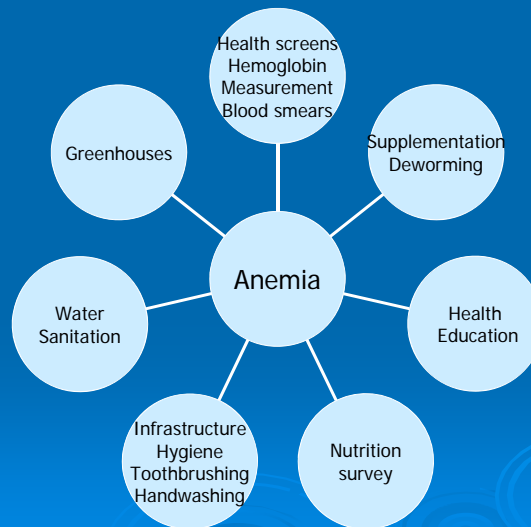 Health screens
Hemoglobin
Measurement
Blood smears
Supplementation
Deworming
Health
Education
Nutrition
survey
Infrastructure
Hygiene
Toothbrushing
Handwashing
Water
Sanitation
Greenhouses
Anemia